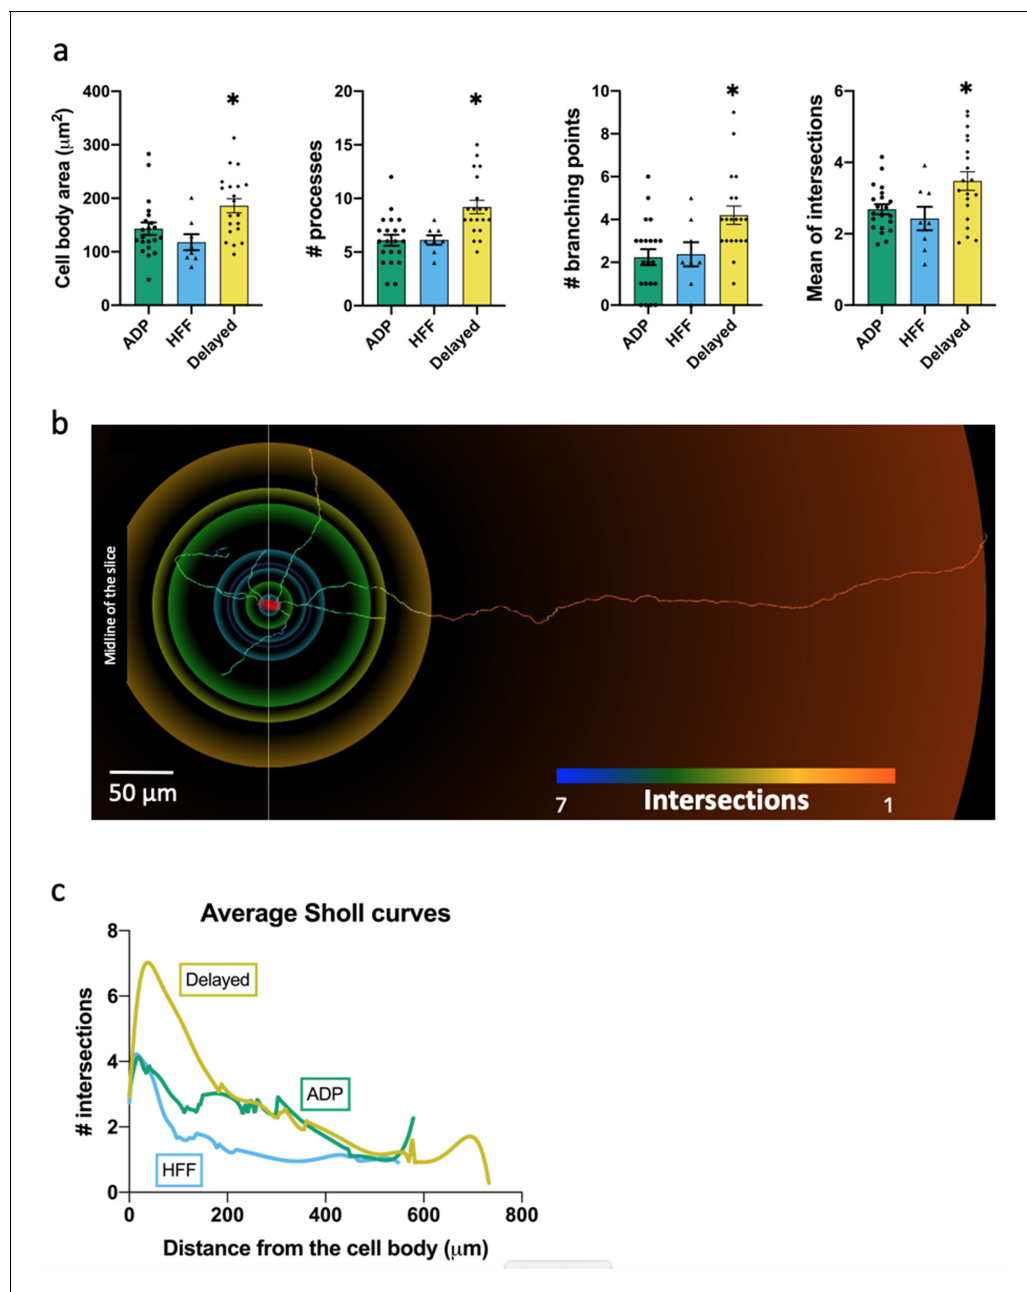 a
Cell body area (μm2)
400
300
200
100
0
ADP
HFF
Delayed
*
# processes
20
15
10
5
0
ADP
HFF
Delayed
*
# branching points
10
8
6
4
2
0
ADP
HFF
Delayed
*
Mean of intersections
6
4
2
0
ADP
HFF
Delayed
*
b
Midline of the slice
50 μm
7
Intersections
1
c
Average Sholl curves
# intersections
8
6
4
2
0
Delayed
ADP
HFF
0
200
400
600
800
Distance from the cell body (μm)